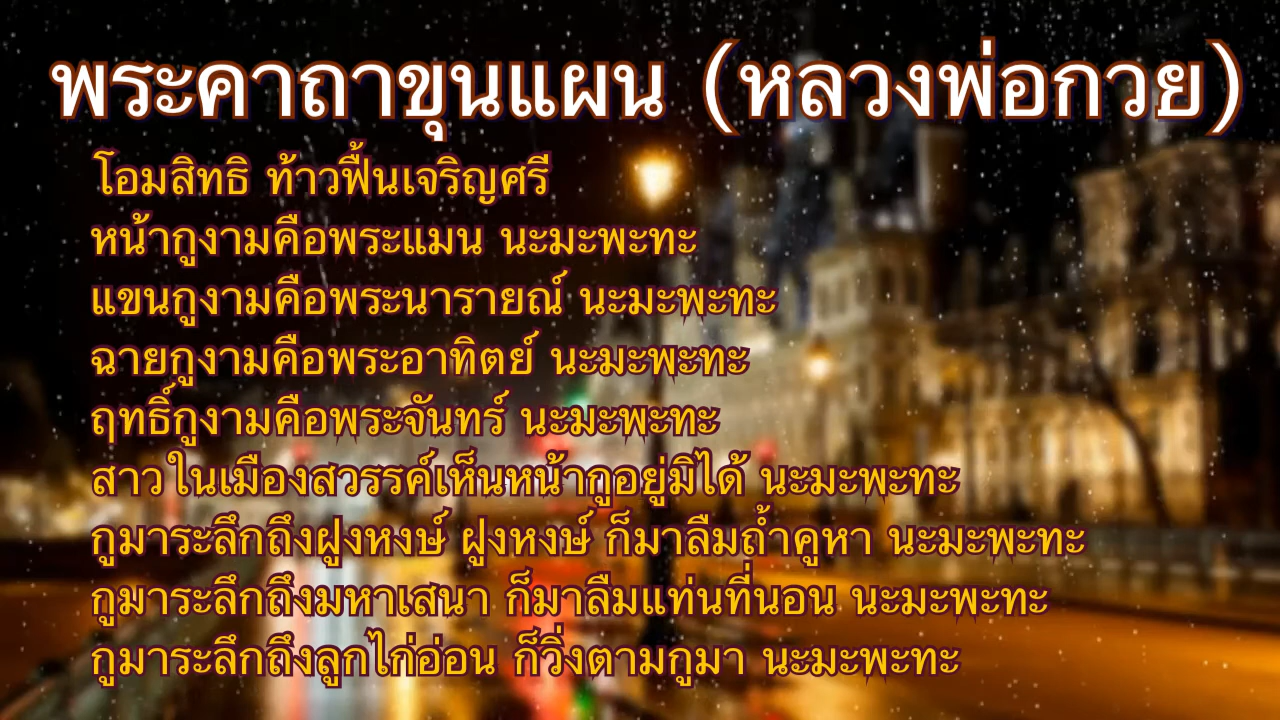 พระคาถาขุนแผน (หลวงพ่อกวย)
โอมสิทธิ ท้าวฟื้นเจริญศรี
หน้ากูงามคือพระแมน นะมะพะทะ
แขนกูงามคือพระนารายณ์ นะมะพะทะ
ฉายกูงามคือพระอาทิตย์ นะมะพะทะ
ฤทธิ์กูงามคือพระจันทร์ นะมะพะทะ
สาวในเมืองสวรรค์เห็นหน้ากูอยู่มิได้ นะมะพะทะ
กูมาระลึกถึงฝูงหงษ์ ฝูงหงษ์ ก็มาลืมถ้ำคูหา นะมะพะทะ
กูมาระลึกถึงมหาเสนา ก็มาลืมแท่นที่นอน นะมะพะทะ
กูมาระลึกถึงลูกไก่อ่อน ก็วิ่งตามกูมา นะมะพะทะ